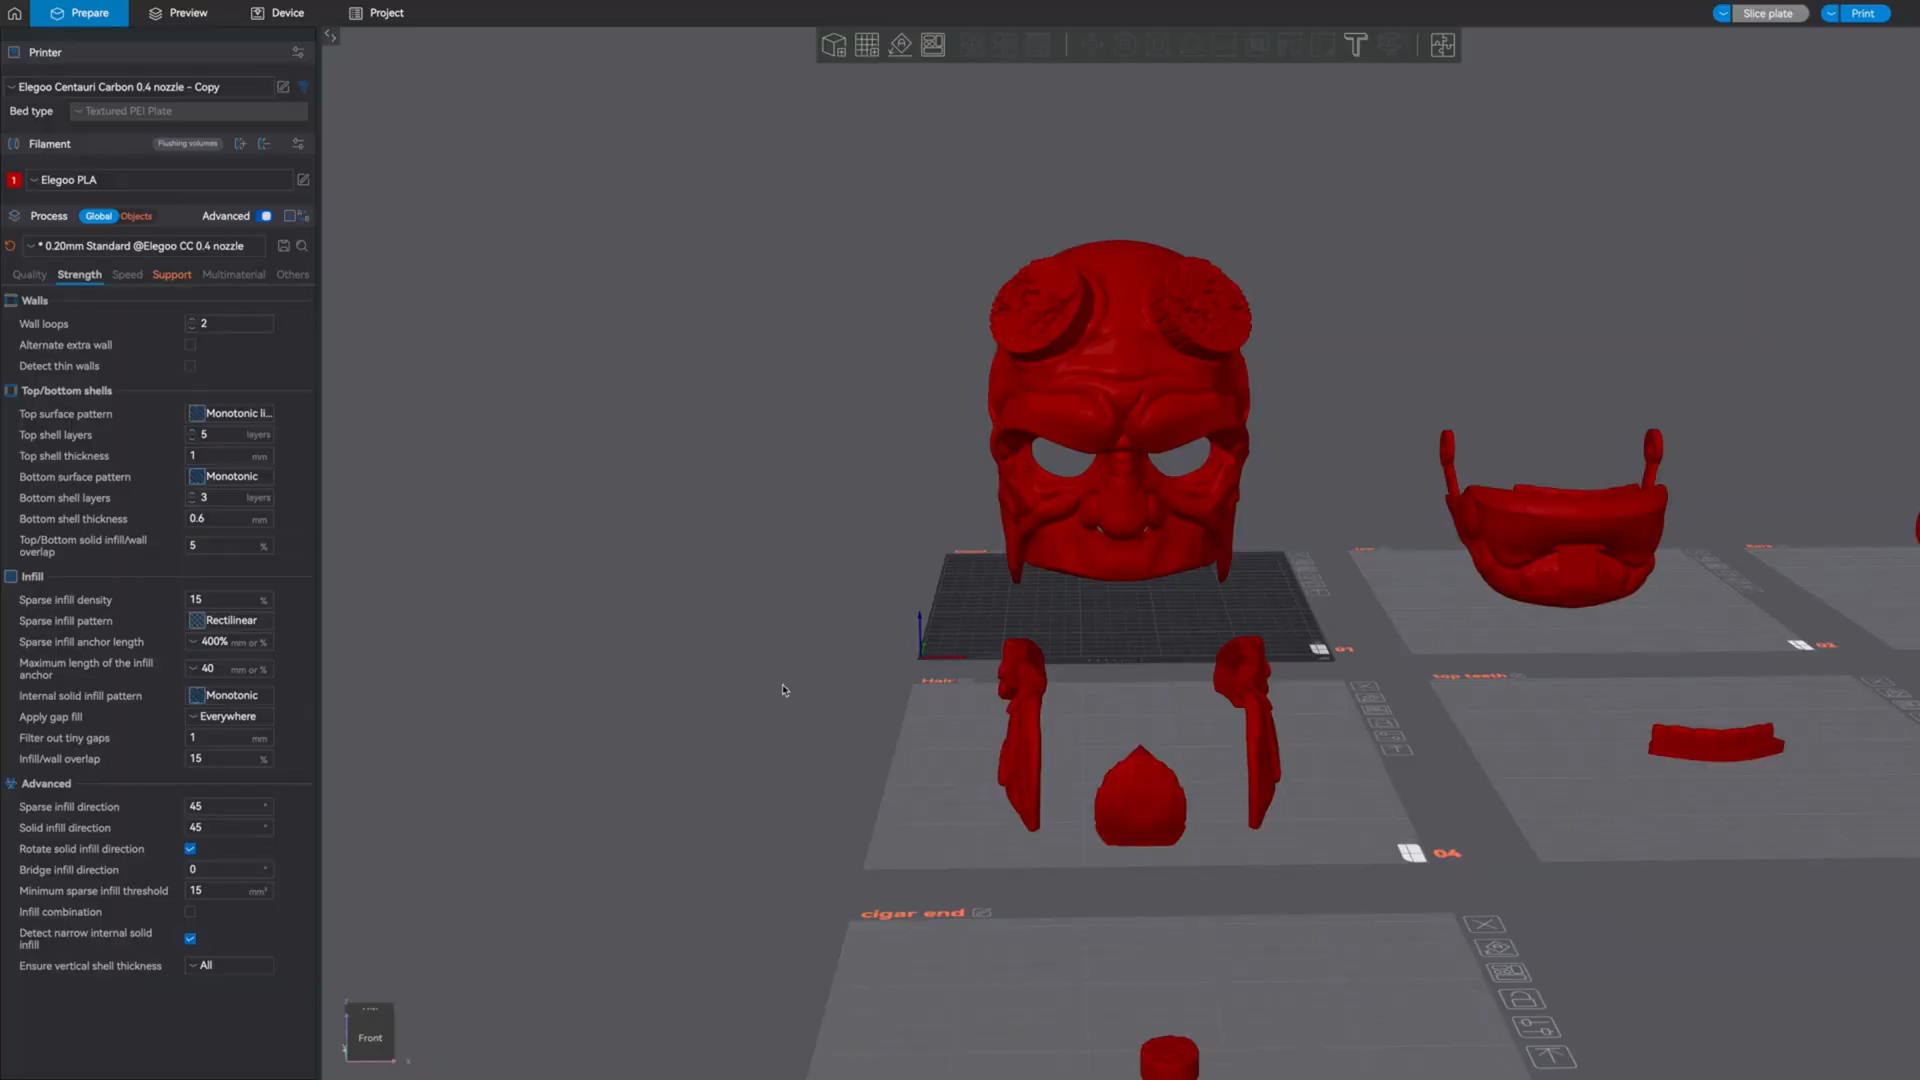 Prepare
Preview
Device
Project
Slice plate
Print
Printer
Elegoo Centauri Carbon 0.4 nozzle - Copy
Bed type
Textured PEI Plate
Filament
Flushing volumes
1
Elegoo PLA
Process
Global
Objects
Advanced
* 0.20mm Standard @Elegoo CC 0.4 nozzle
Quality
Strength
Speed
Support
Multimaterial
Others
Walls
Wall loops
2
Alternate extra wall
Detect thin walls
Top/bottom shells
Top surface pattern
Monotonic li...
Top shell layers
5
layers
Top shell thickness
1
mm
Bottom surface pattern
Monotonic
Bottom shell layers
3
layers
Bottom shell thickness
0.6
mm
Top/Bottom solid infill/wall
overlap
5
%
Infill
Sparse infill density
15
%
Sparse infill pattern
Rectilinear
Sparse infill anchor length
400%
mm or %
Maximum length of the infill
anchor
40
mm or %
Internal solid infill pattern
Monotonic
Apply gap fill
Everywhere
Filter out tiny gaps
1
mm
Infill/wall overlap
15
%
Advanced
Sparse infill direction
45
°
Solid infill direction
45
°
Rotate solid infill direction
Bridge infill direction
0
°
Minimum sparse infill threshold
15
mm²
Infill combination
Detect narrow internal solid
infill
Ensure vertical shell thickness
All
01
02
Hair
top teeth
04
cigar end
Front